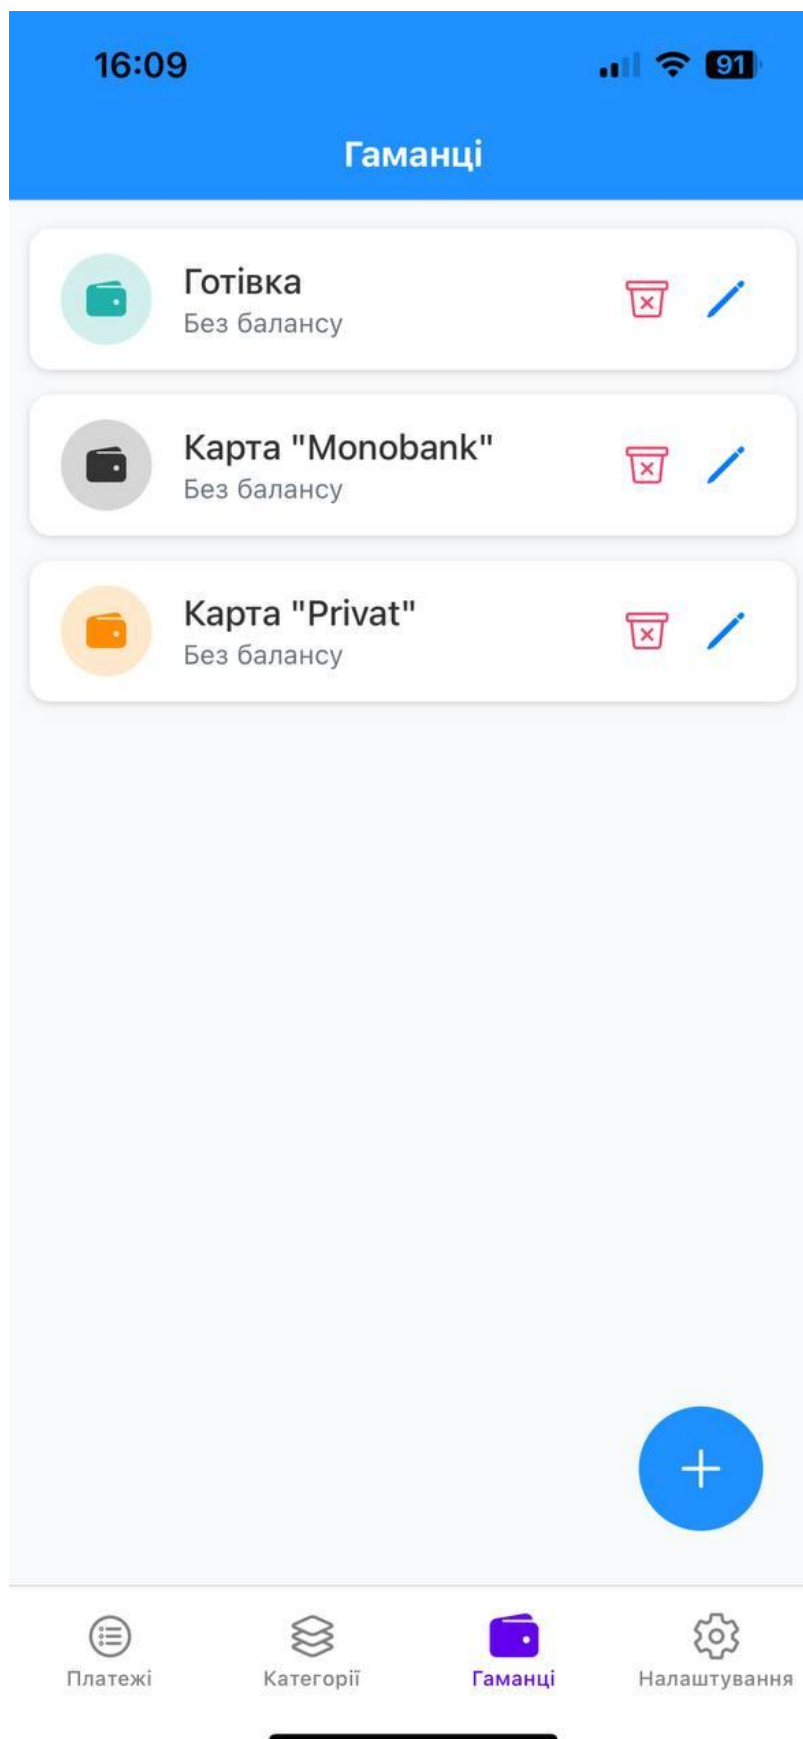 16:09
91
Гаманці
Готівка
Без балансу
Карта "Monobank"
Без балансу
Карта "Privat"
Без балансу
Платежі
Категорії
Гаманці
Налаштування